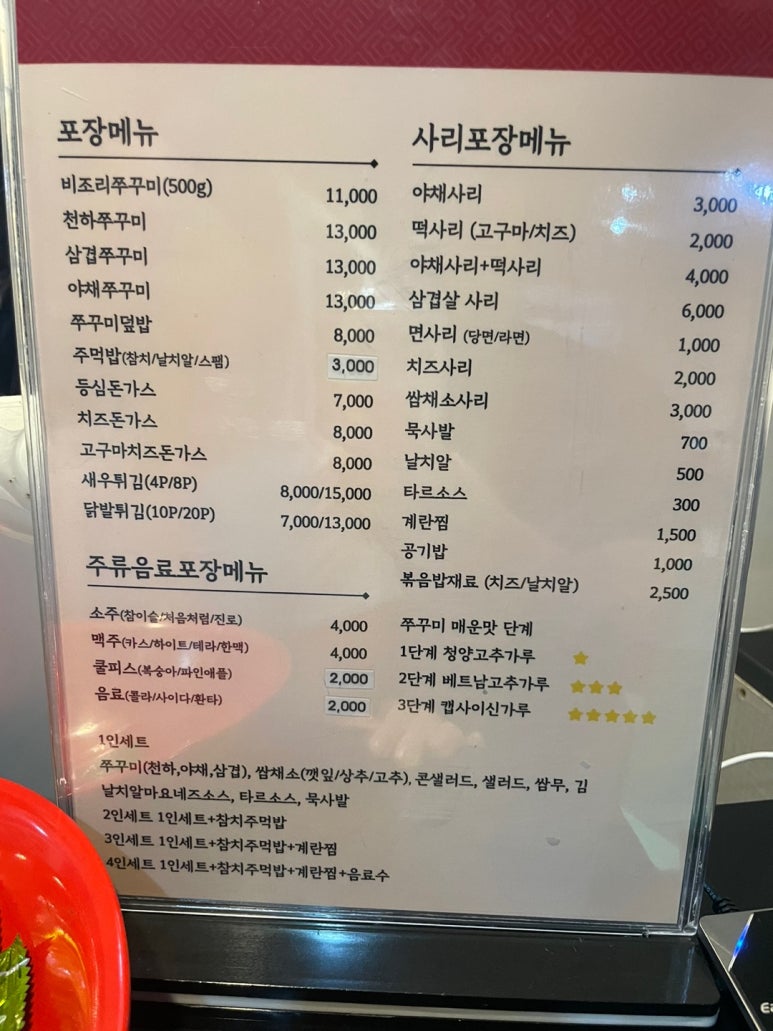 포장메뉴
비조리쭈꾸미(500g) 11,000
천하쭈꾸미 13,000
삼겹쭈꾸미 13,000
야채쭈꾸미 13,000
쭈꾸미덮밥 8,000
주먹밥(참치/날치알/스팸) 3,000
등심돈가스 7,000
치즈돈가스 8,000
고구마치즈돈가스 8,000
새우튀김(4P/8P) 8,000/15,000
닭발튀김(10P/20P) 7,000/13,000
주류음료포장메뉴
소주(참이슬/처음처럼/진로) 4,000
맥주(카스/하이트/테라/한맥) 4,000
쿨피스(복숭아/파인애플) 2,000
음료(콜라/사이다/환타) 2,000
사리포장메뉴
야채사리 3,000
떡사리 (고구마/치즈) 2,000
야채사리+떡사리 4,000
삼겹살 사리 6,000
면사리 (당면/라면) 1,000
치즈사리 2,000
쌈채소사리 3,000
묵사발 700
날치알 500
타르소스 300
계란찜 1,500
공기밥 1,000
볶음밥재료 (치즈/날치알) 2,500
쭈꾸미 매운맛 단계
1단계 청양고추가루
2단계 베트남고추가루
3단계 캡사이신가루
1인세트
쭈꾸미(천하,야채,삼겹), 쌈채소(깻잎/상추/고추), 콘샐러드, 샐러드, 쌈무, 김
날치알마요네즈소스, 타르소스, 묵사발
2인세트 1인세트+참치주먹밥
3인세트 1인세트+참치주먹밥+계란찜
4인세트 1인세트+참치주먹밥+계란찜+음료수